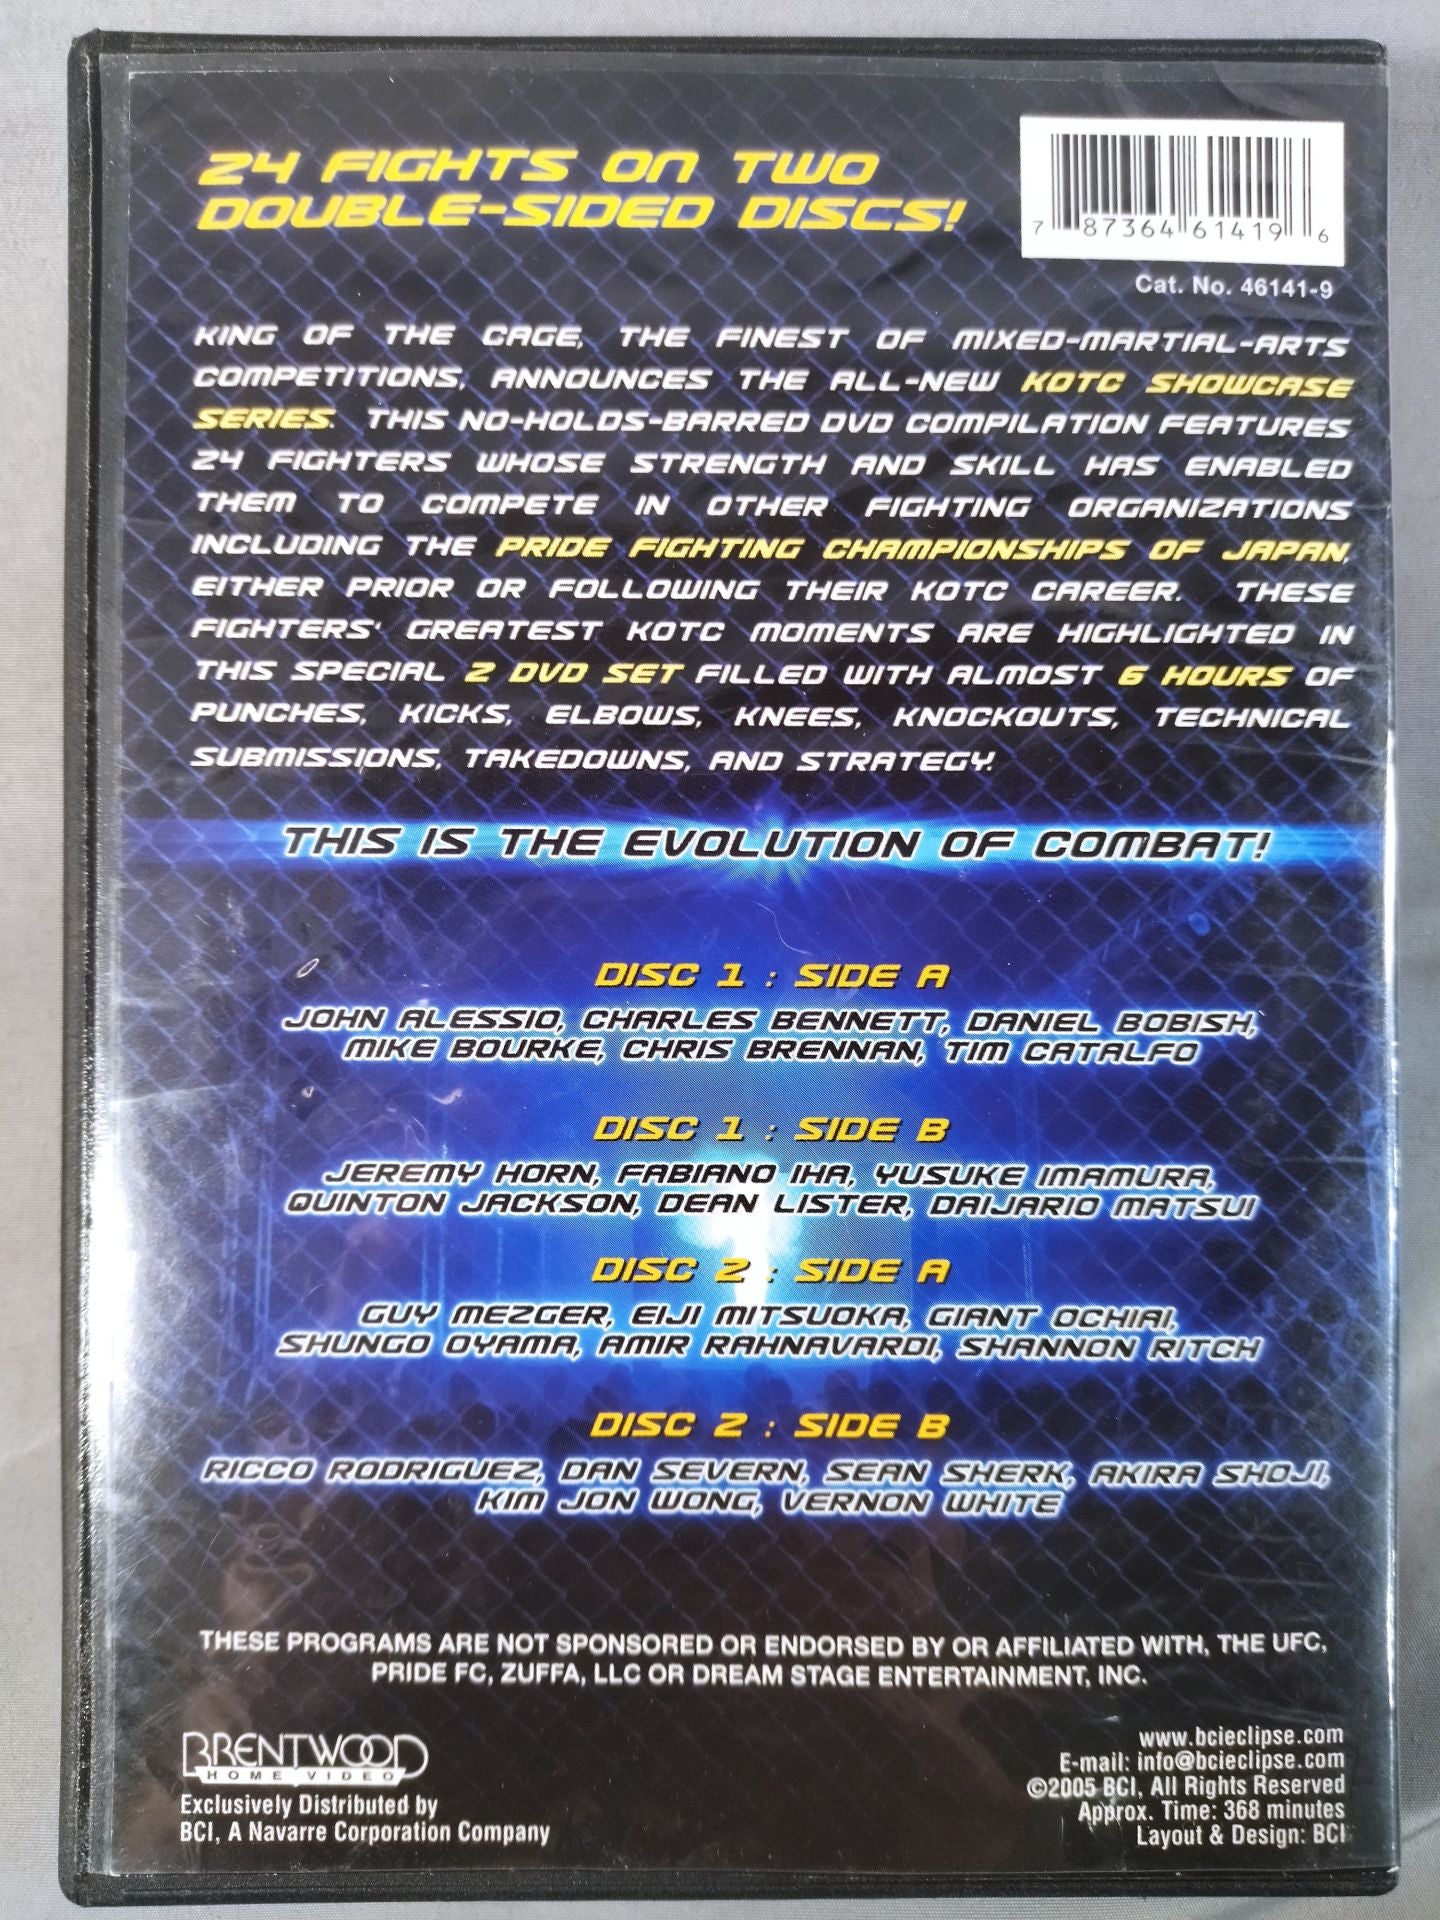 24 FIGHTS ON TWO
DOUBLE-SIDED DISCS!
7 87364 61419 6
Cat. No. 46141-9
KING OF THE CAGE, THE FINEST OF MIXED-MARTIAL-ARTS
COMPETITIONS, ANNOUNCES THE ALL-NEW KOTC SHOWCASE
SERIES. THIS NO-HOLDS-BARRED DVD COMPILATION FEATURES
24 FIGHTERS WHOSE STRENGTH AND SKILL HAS ENABLED
THEM TO COMPETE IN OTHER FIGHTING ORGANIZATIONS
INCLUDING THE PRIDE FIGHTING CHAMPIONSHIPS OF JAPAN,
EITHER PRIOR OR FOLLOWING THEIR KOTC CAREER. THESE
FIGHTERS' GREATEST KOTC MOMENTS ARE HIGHLIGHTED IN
THIS SPECIAL 2 DVD SET FILLED WITH ALMOST 6 HOURS OF
PUNCHES, KICKS, ELBOWS, KNEES, KNOCKOUTS, TECHNICAL
SUBMISSIONS, TAKEDOWNS, AND STRATEGY.
THIS IS THE EVOLUTION OF COMBAT!
DISC 1 : SIDE A
JOHN ALESSIO, CHARLES BENNETT, DANIEL BOBISH,
MIKE BOURKE, CHRIS BRENNAN, TIM CATALFO
DISC 1 : SIDE B
JEREMY HORN, FABIANO IHA, YUSUKE IMAMURA,
QUINTON JACKSON, DEAN LISTER, DAIJARIO MATSUI
DISC 2 : SIDE A
GUY MEZGER, EIJI MITSUOKA, GIANT OCHIAI,
SHUNGO OYAMA, AMIR RAHNAVARDI, SHANNON RITCH
DISC 2 : SIDE B
RICCO RODRIGUEZ, DAN SEVERN, SEAN SHERK, AKIRA SHOJI,
KIM JON WONG, VERNON WHITE
THESE PROGRAMS ARE NOT SPONSORED OR ENDORSED BY OR AFFILIATED WITH, THE UFC,
PRIDE FC, ZUFFA, LLC OR DREAM STAGE ENTERTAINMENT, INC.
BRENTWOOD
HOME VIDEO
Exclusively Distributed by
BCI, A Navarre Corporation Company
www.bcieclipse.com
E-mail: info@bcieclipse.com
©2005 BCI, All Rights Reserved
Approx. Time: 368 minutes
Layout & Design: BCI